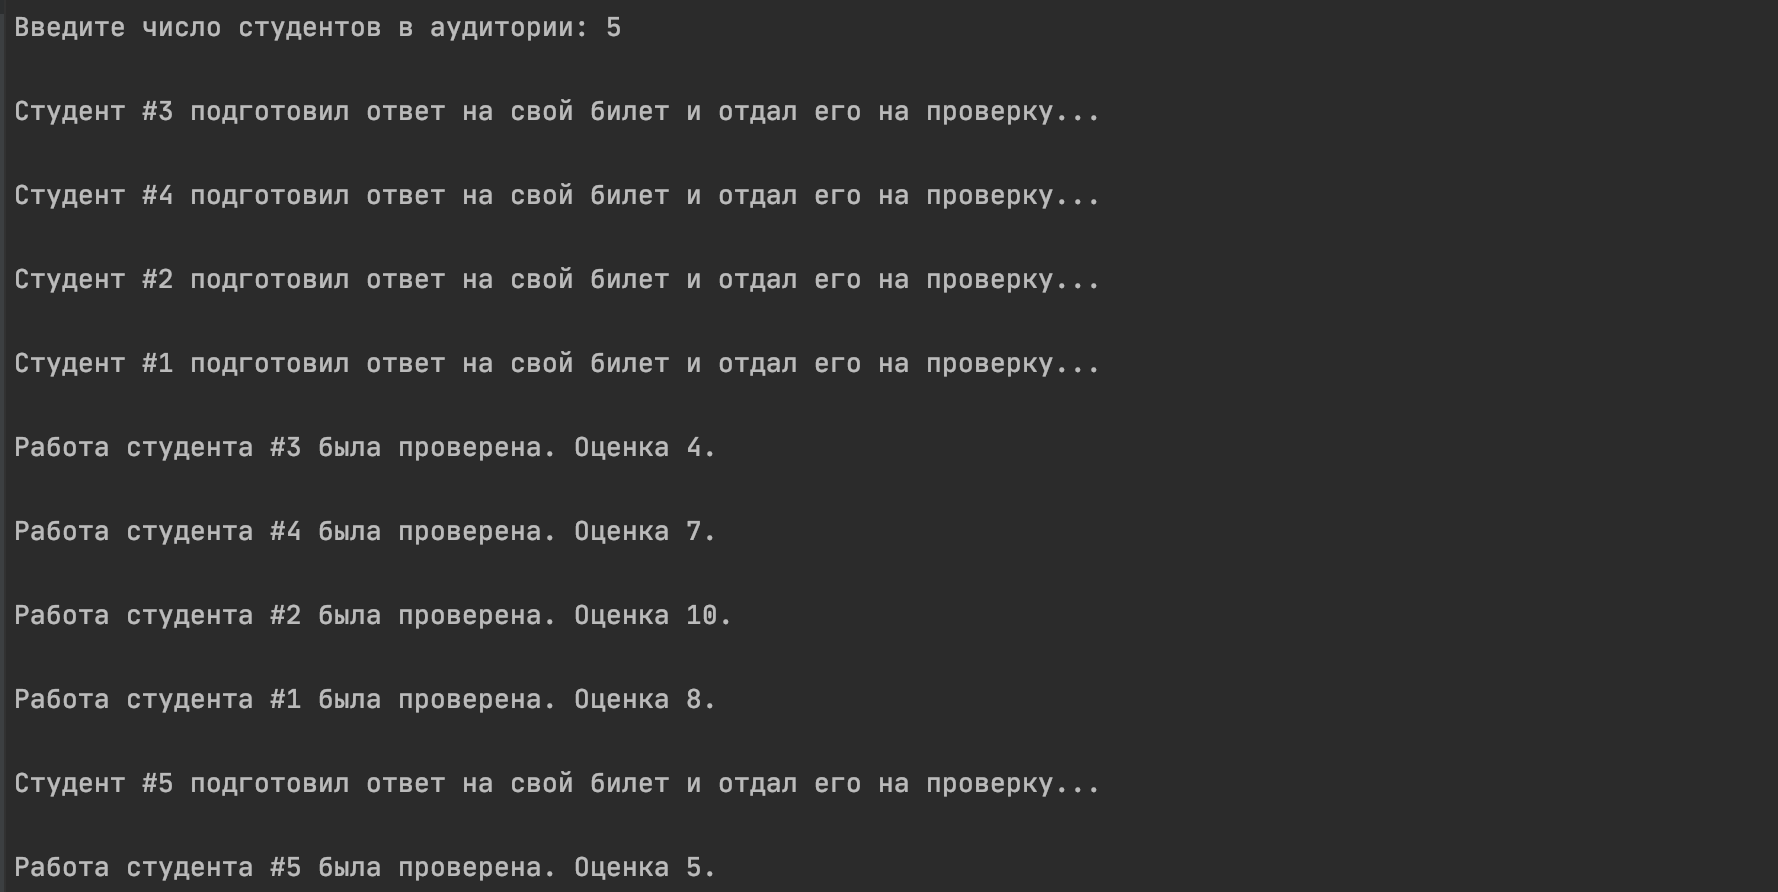 Введите число студентов в аудитории: 5
Студент #3 подготовил ответ на свой билет и отдал его на проверку...
Студент #4 подготовил ответ на свой билет и отдал его на проверку...
Студент #2 подготовил ответ на свой билет и отдал его на проверку...
Студент #1 подготовил ответ на свой билет и отдал его на проверку...
Работа студента #3 была проверена. Оценка 4.
Работа студента #4 была проверена. Оценка 7.
Работа студента #2 была проверена. Оценка 10.
Работа студента #1 была проверена. Оценка 8.
Студент #5 подготовил ответ на свой билет и отдал его на проверку...
Работа студента #5 была проверена. Оценка 5.